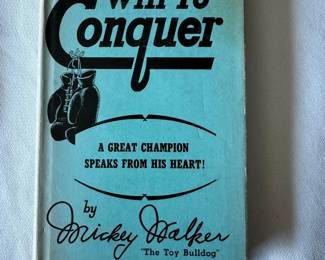 Will To
Conquer
A GREAT CHAMPION
SPEAKS FROM HIS HEART!
by
Mickey Walker
"The Toy Bulldog"